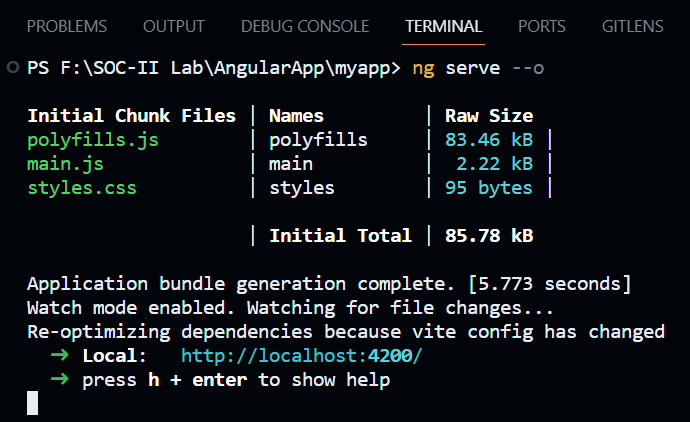 PROBLEMS OUTPUT DEBUG CONSOLE TERMINAL PORTS GITLENS
PS F:\SOC-II Lab\AngularApp\myapp> ng serve --o
Initial Chunk Files | Names | Raw Size
polyfills.js | polyfills | 83.46 kB |
main.js | main | 2.22 kB |
styles.css | styles | 95 bytes |
| Initial Total | 85.78 kB
Application bundle generation complete. [5.773 seconds]
Watch mode enabled. Watching for file changes...
Re-optimizing dependencies because vite config has changed
➜ Local: http://localhost:4200/
➜ press h + enter to show help